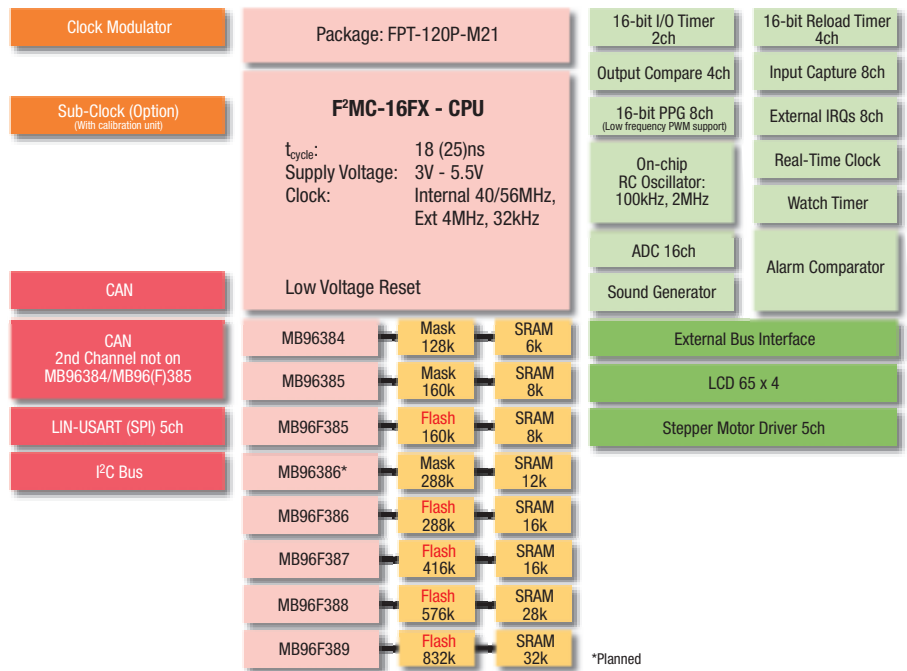 Clock Modulator
Sub-Clock (Option)
(With calibration unit)
CAN
CAN
2nd Channel not on
MB96384/MB96(F)385
LIN-USART (SPI) 5ch
I²C Bus
Package: FPT-120P-M21
F²MC-16FX - CPU
tcycle: 18 (25)ns
Supply Voltage: 3V - 5.5V
Clock: Internal 40/56MHz,
Ext 4MHz, 32kHz
Low Voltage Reset
MB96384 Mask 128k SRAM 6k
MB96385 Mask 160k SRAM 8k
MB96F385 Flash 160k SRAM 8k
MB96386* Mask 288k SRAM 12k
MB96F386 Flash 288k SRAM 16k
MB96F387 Flash 416k SRAM 16k
MB96F388 Flash 576k SRAM 28k
MB96F389 Flash 832k SRAM 32k
16-bit I/O Timer
2ch
16-bit Reload Timer
4ch
Output Compare 4ch
Input Capture 8ch
16-bit PPG 8ch
(Low frequency PWM support)
External IRQs 8ch
On-chip
RC Oscillator:
100kHz, 2MHz
Real-Time Clock
Watch Timer
ADC 16ch
Alarm Comparator
Sound Generator
External Bus Interface
LCD 65 x 4
Stepper Motor Driver 5ch
*Planned